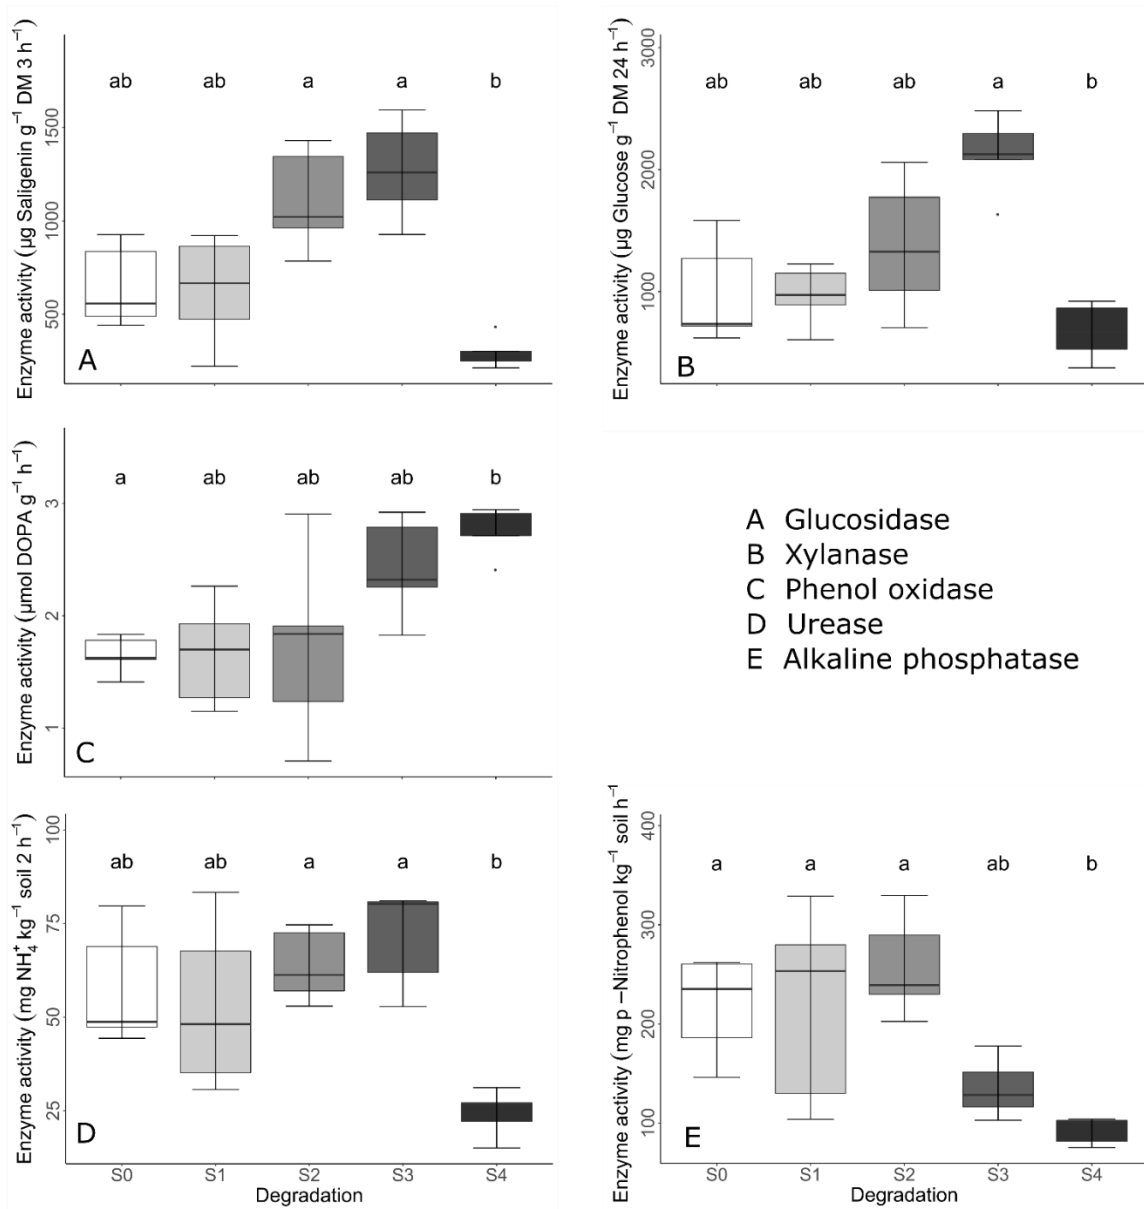 Enzyme activity (µg Saligenin g⁻¹ DM 3 h⁻¹)
1500
1000
500
ab ab a a b
A
Enzyme activity (µg Glucose g⁻¹ DM 24 h⁻¹)
3000
2000
1000
ab ab ab a b
B
Enzyme activity (µmol DOPA g⁻¹ h⁻¹)
3
2
1
a ab ab ab b
C
A Glucosidase
B Xylanase
C Phenol oxidase
D Urease
E Alkaline phosphatase
Enzyme activity (mg NH₄⁺ kg⁻¹ soil 2 h⁻¹)
100
75
50
25
ab ab a a b
D
S0 S1 S2 S3 S4
Degradation
Enzyme activity (mg p −Nitrophenol kg⁻¹ soil h⁻¹
400
300
200
100
a a a ab b
E
S0 S1 S2 S3 S4
Degradation